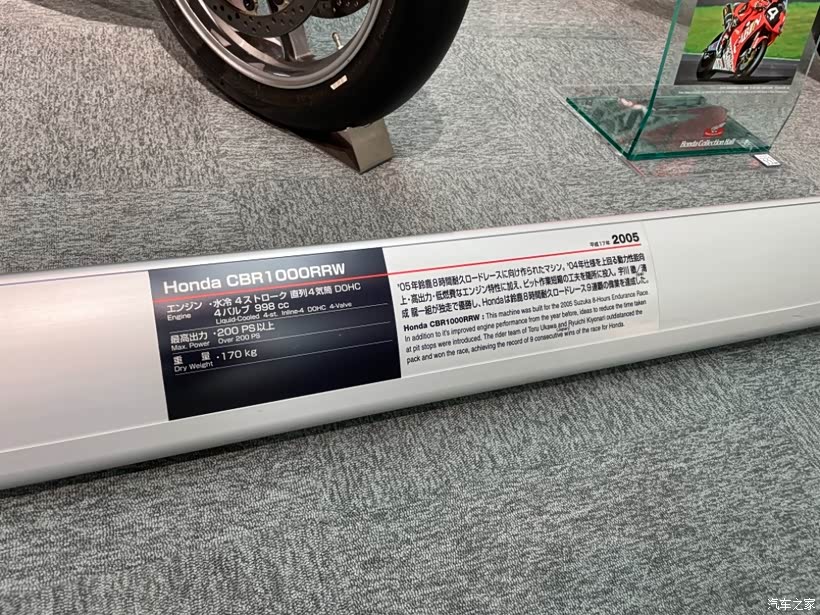 Honda CBR1000RRW
エンジン・水冷 4ストローク 直列4気筒 DOHC
4バルブ 998 cc
Engine
Liquid-Cooled 4-st. Inline-4 DOHC 4-Valve
最高出力・200 PS以上
Max. Power Over 200 PS
重 量・170 kg
Dry Weight
平成17年 2005
'05年鈴鹿8時間耐久ロードレースに向け作られたマシン。'04年仕様を上回る動力性能向
上・高出力・低燃費なエンジン特性に加え、ピット作業短縮の工夫を随所に投入。宇川 徹/清
成 龍一組が独走で優勝し、Hondaは鈴鹿8時間耐久ロードレース9連覇の偉業を達成した。
Honda CBR1000RRW : This machine was built for the 2005 Suzuka 8-Hours Endurance Race.
In addition to it's improved engine performance from the year before, ideas to reduce the time taken
at pit stops were introduced. The rider team of Toru Ukawa and Ryuichi Kiyonari outdistanced the
pack and won the race, achieving the record of 9 consecutive wins of the race for Honda.
Honda Collection Hall
4
汽车之家